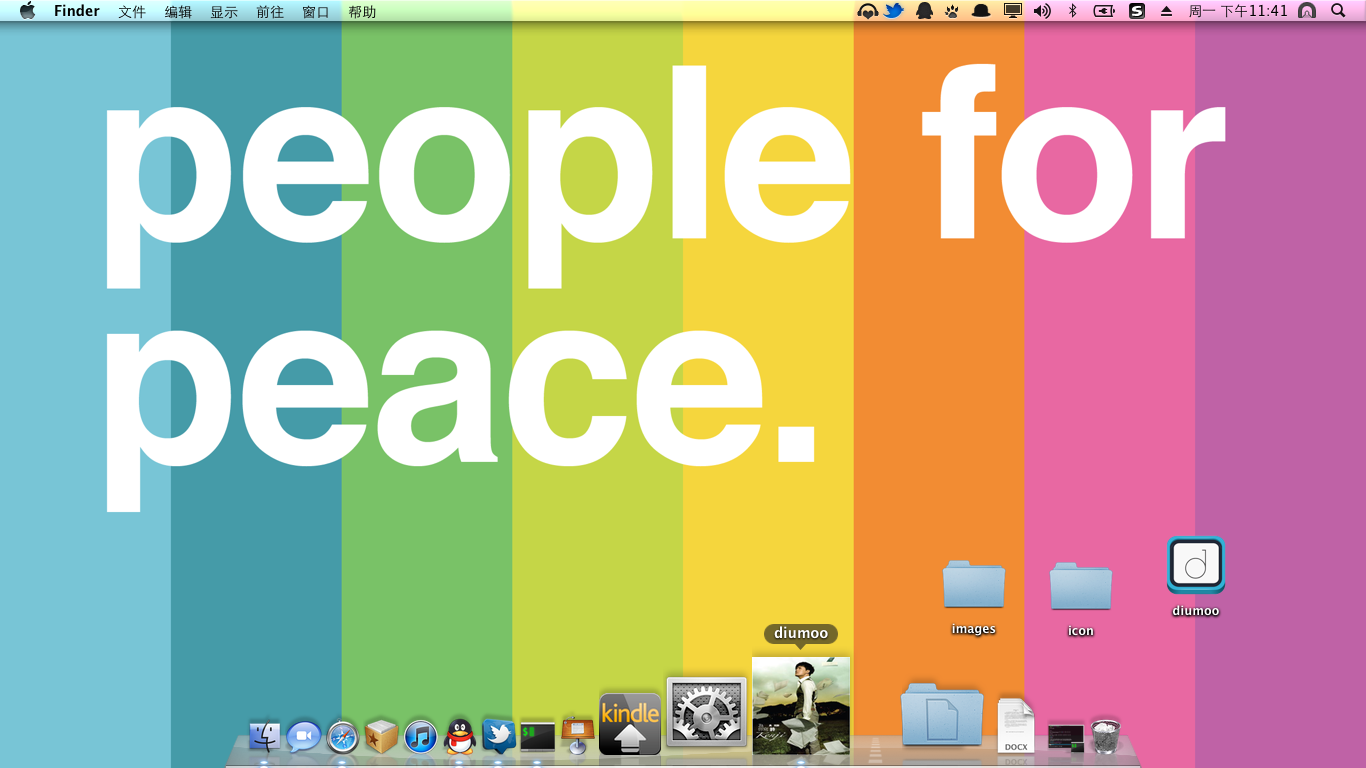 Finder 文件 编辑 显示 前往 窗口 帮助 周一 下午11:41
people for
peace.
diumoo
images
icon
diumoo
kindle
DOCX